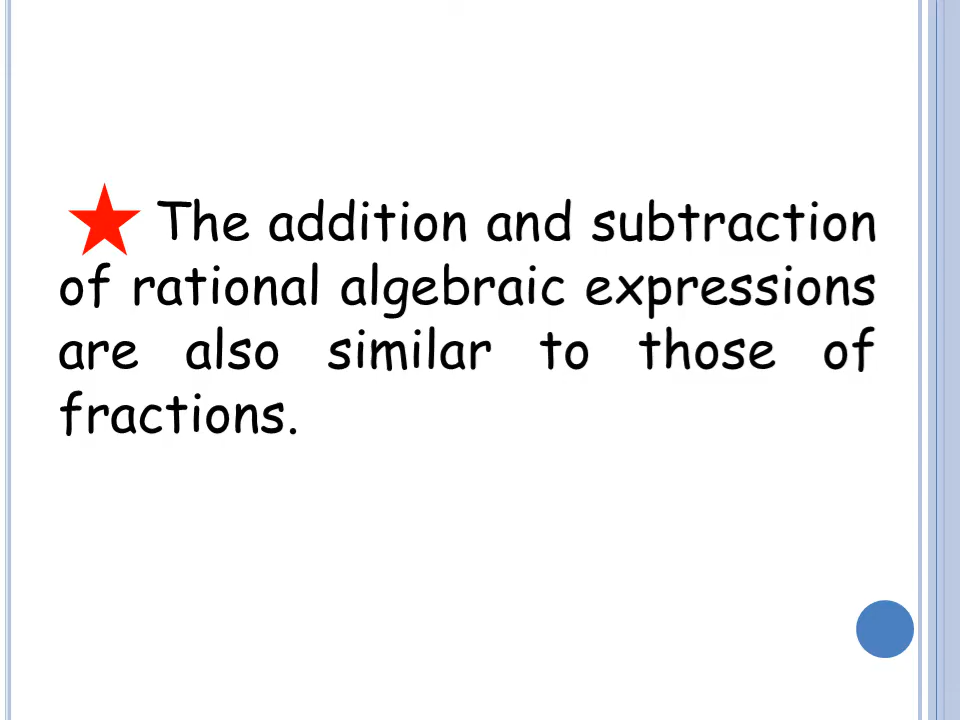 The addition and subtraction
of rational algebraic expressions
are also similar to those of
fractions.